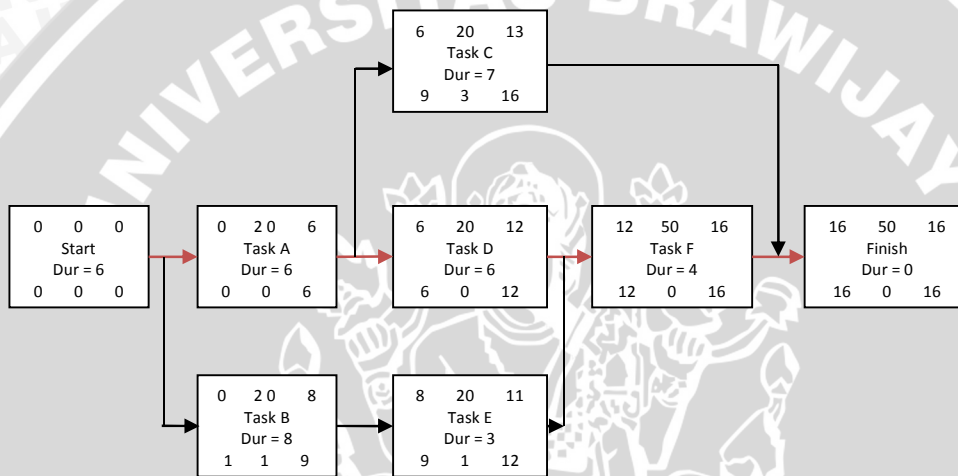 UNIVERSITAS BRAWIJAYA
6 20 13
Task C
Dur = 7
9 3 16
0 0 0
Start
Dur = 6
0 0 0
0 2 0 6
Task A
Dur = 6
0 0 6
6 20 12
Task D
Dur = 6
6 0 12
12 50 16
Task F
Dur = 4
12 0 16
16 50 16
Finish
Dur = 0
16 0 16
0 2 0 8
Task B
Dur = 8
1 1 9
8 20 11
Task E
Dur = 3
9 1 12